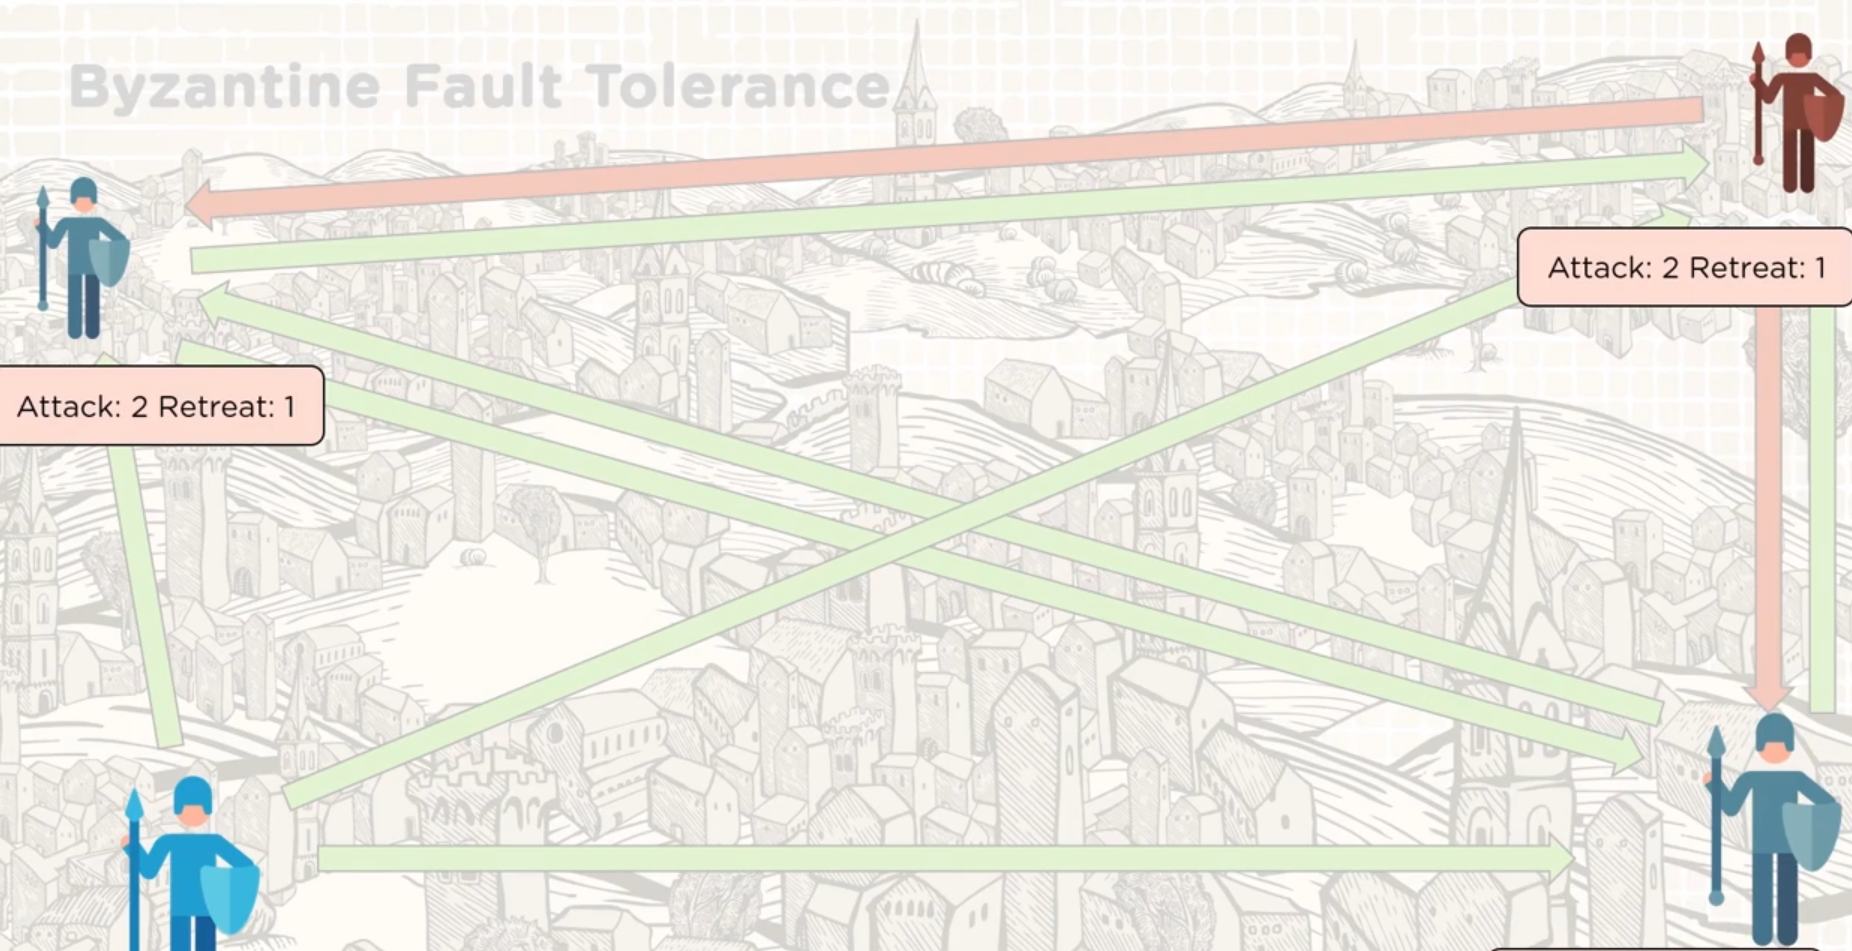 Byzantine Fault Tolerance
Attack: 2 Retreat: 1
Attack: 2 Retreat: 1